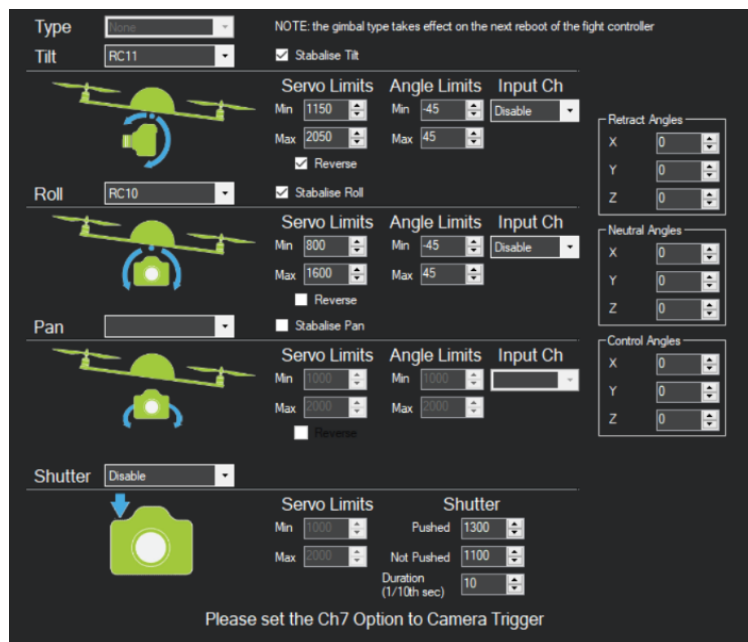 Type None NOTE: the gimbal type takes effect on the next reboot of the fight controller
Tilt RC11 Stabalise Tilt
Servo Limits Angle Limits Input Ch
Min 1150 Min -45 Disable
Max 2050 Max 45
Reverse
Retract Angles
X 0
Y 0
Z 0
Roll RC10 Stabalise Roll
Servo Limits Angle Limits Input Ch
Min 800 Min -45 Disable
Max 1600 Max 45
Reverse
Neutral Angles
X 0
Y 0
Z 0
Pan Stabalise Pan
Servo Limits Angle Limits Input Ch
Min 1000 Min 1000
Max 2000 Max 2000
Reverse
Control Angles
X 0
Y 0
Z 0
Shutter Disable
Servo Limits Shutter
Min 1000 Pushed 1300
Max 2000 Not Pushed 1100
Duration
(1/10th sec) 10
Please set the Ch7 Option to Camera Trigger